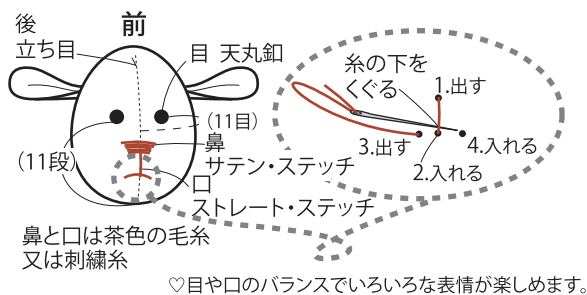 後
立ち目
前
目 天丸釦
(11目)
鼻
サテン・ステッチ
(11段)
口
ストレート・ステッチ
鼻と口は茶色の毛糸
又は刺繍糸
糸の下を
くぐる
1.出す
3.出す
4.入れる
2.入れる
♡目や口のバランスでいろいろな表情が楽しめます。